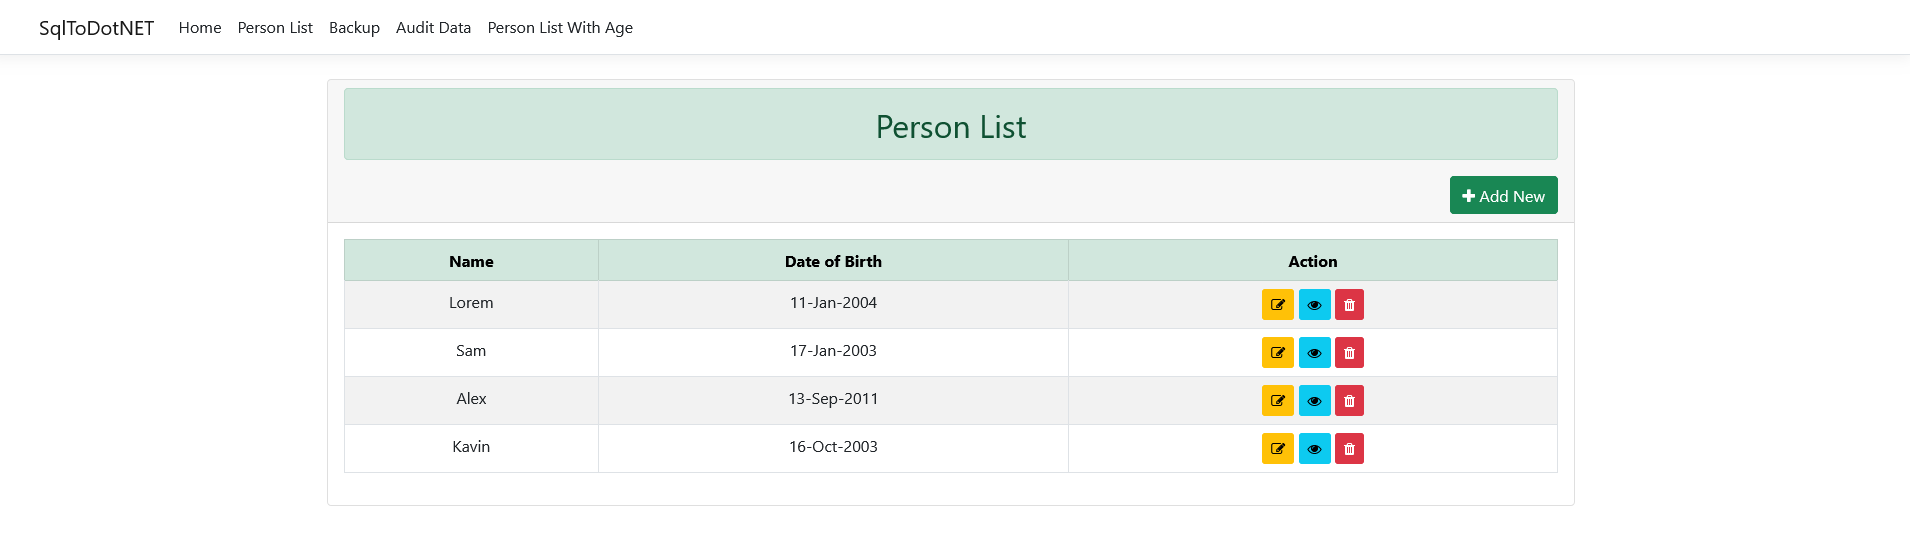 SqlToDotNET Home Person List Backup Audit Data Person List With Age
Person List
Add New
Name Date of Birth Action
Lorem 11-Jan-2004
Sam 17-Jan-2003
Alex 13-Sep-2011
Kavin 16-Oct-2003